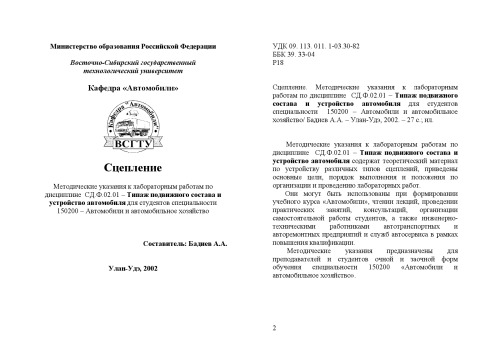 Министерство образования Российской Федерации
Восточно-Сибирский государственный
технологический университет
Кафедра «Автомобили»
Кафедра "Автомобили"
ВСГТУ
Сцепление
Методические указания к лабораторным работам по
дисциплине СД.Ф.02.01 – Типаж подвижного состава и
устройство автомобиля для студентов специальности
150200 – Автомобили и автомобильное хозяйство
Составитель: Бадиев А.А.
Улан-Удэ, 2002
УДК 09. 113. 011. 1-03.30-82
ББК 39. 33-04
Р18
Сцепление. Методические указания к лабораторным
работам по дисциплине СД.Ф.02.01 – Типаж подвижного
состава и устройство автомобиля для студентов
специальности 150200 – Автомобили и автомобильное
хозяйство/ Бадиев А.А. – Улан-Удэ, 2002. – 27 с., ил.
Методические указания к лабораторным работам по
дисциплине СД.Ф.02.01 – Типаж подвижного состава и
устройство автомобиля содержат теоретический материал
по устройству различных типов сцеплений, приведены
основные цели, порядок выполнения и положения по
организации и проведению лабораторных работ.
Они могут быть использованы при формировании
учебного курса «Автомобили», чтении лекций, проведении
практических занятий, консультаций, организации
самостоятельной работы студентов, а также инженерно-
техническими работниками автотранспортных и
авторемонтных предприятий и служб автосервиса в рамках
повышения квалификации.
Методические указания предназначены для
преподавателей и студентов очной и заочной форм
обучения специальности 150200 «Автомобили и
автомобильное хозяйство».
2